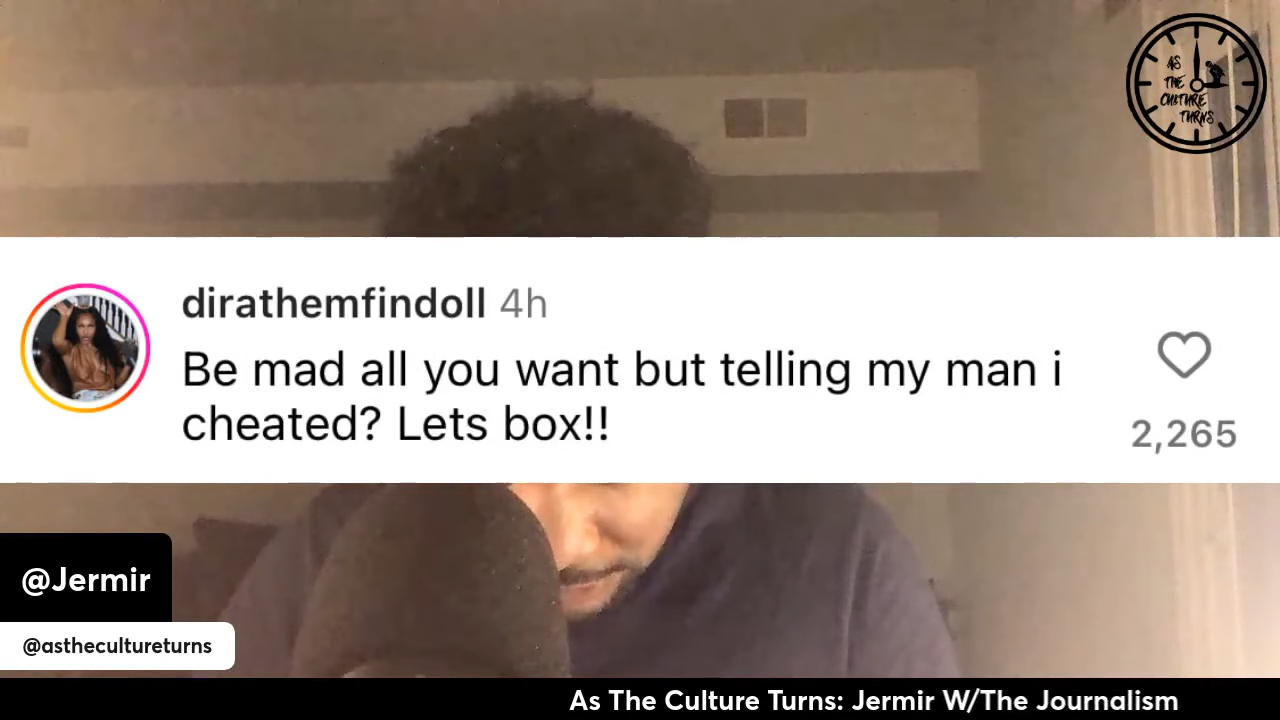 AS
THE
CULTURE
TURNS
dirathemfindoll 4h
Be mad all you want but telling my man i
cheated? Lets box!!
2,265
@Jermir
@asthecultureturns
As The Culture Turns: Jermir W/The Journalism